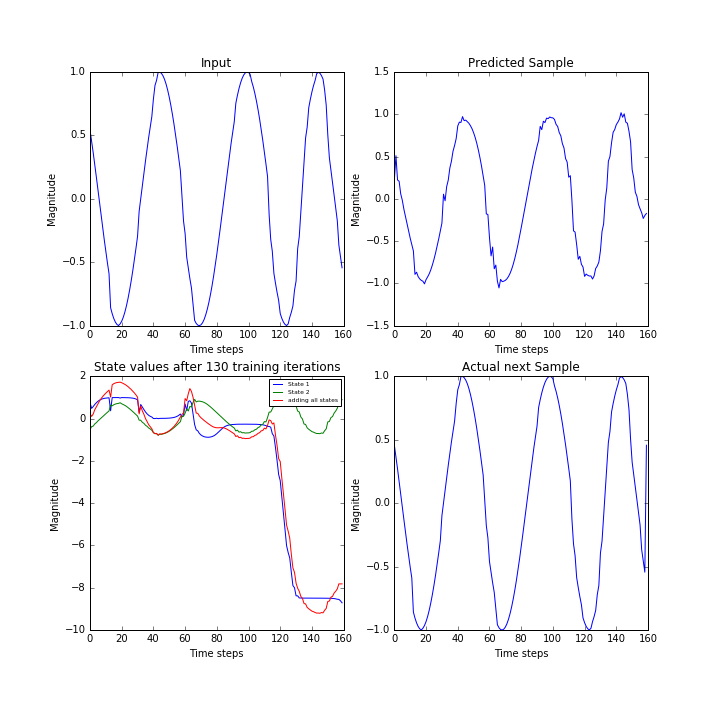 Input
Magnitude
1.0
0.5
0.0
−0.5
−1.0
0 20 40 60 80 100 120 140 160
Time steps
Predicted Sample
Magnitude
1.5
1.0
0.5
0.0
−0.5
−1.0
−1.5
0 20 40 60 80 100 120 140 160
Time steps
State values after 130 training iterations
Magnitude
2
0
−2
−4
−6
−8
−10
State 1
State 2
adding all states
0 20 40 60 80 100 120 140 160
Time steps
Actual next Sample
Magnitude
1.0
0.5
0.0
−0.5
−1.0
0 20 40 60 80 100 120 140 160
Time steps